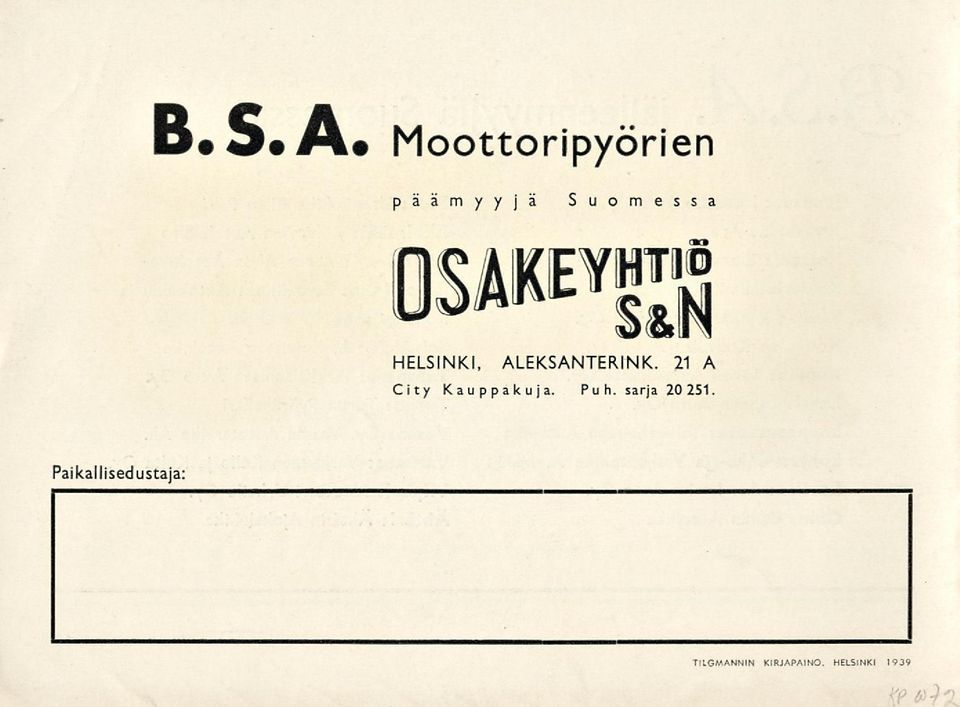 B.S.A. Moottoripyörien
päämyyjä Suomessa
OSAKEYHTIÖ
S&N
HELSINKI, ALEKSANTERINK. 21 A
City Kauppakuja. Puh. sarja 20 251.
Paikallisedustaja:
TILGMANNIN KIRJAPAINO, HELSINKI 1939